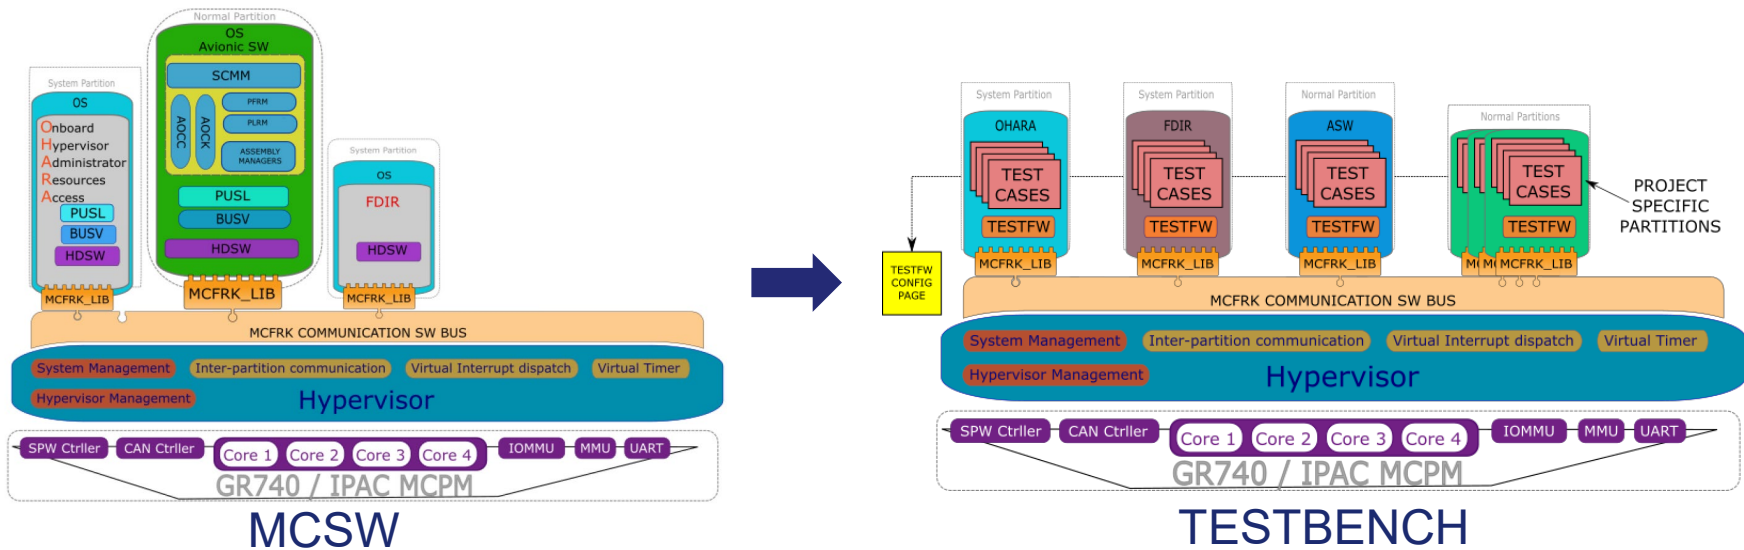 Normal Partition
OS
Avionic SW
SCMM
AOCC
AOCK
PFRM
PLRM
ASSEMBLY
MANAGERS
PUSL
BUSV
HDSW
MCFRK_LIB
System Partition
OS
Onboard
Hypervisor
Administrator
Resources
Access
PUSL
BUSV
HDSW
MCFRK_LIB
System Partition
OS
FDIR
HDSW
MCFRK_LIB
MCFRK COMMUNICATION SW BUS
System Management
Inter-partition communication
Virtual Interrupt dispatch
Virtual Timer
Hypervisor Management
Hypervisor
SPW Ctrller
CAN Ctrller
Core 1
Core 2
Core 3
Core 4
IOMMU
MMU
UART
GR740 / IPAC MCPM
MCSW
System Partition
OHARA
TEST
CASES
TESTFW
MCFRK_LIB
System Partition
FDIR
TEST
CASES
TESTFW
MCFRK_LIB
Normal Partition
ASW
TEST
CASES
TESTFW
MCFRK_LIB
Normal Partitions
TEST
CASES
TESTFW
M
MC
MCFRK_LIB
PROJECT
SPECIFIC
PARTITIONS
TESTFW
CONFIG
PAGE
MCFRK COMMUNICATION SW BUS
System Management
Inter-partition communication
Virtual Interrupt dispatch
Virtual Timer
Hypervisor Management
Hypervisor
SPW Ctrller
CAN Ctrller
Core 1
Core 2
Core 3
Core 4
IOMMU
MMU
UART
GR740 / IPAC MCPM
TESTBENCH